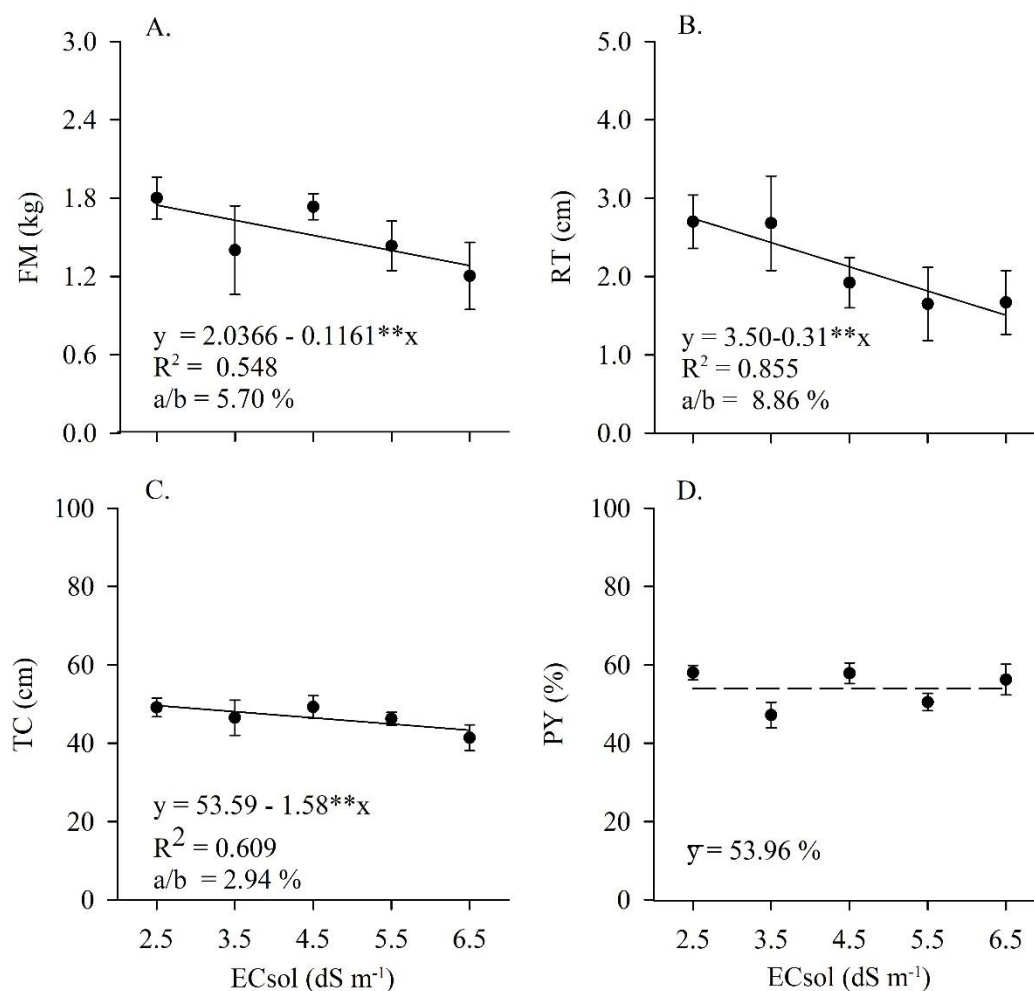 A.
3.0
2.4
1.8
1.2
0.6
0.0
FM (kg)
y = 2.0366 - 0.1161**x
R² = 0.548
a/b = 5.70 %
B.
5.0
4.0
3.0
2.0
1.0
0.0
RT (cm)
y = 3.50-0.31**x
R² = 0.855
a/b = 8.86 %
C.
100
80
60
40
20
0
TC (cm)
y = 53.59 - 1.58**x
R² = 0.609
a/b = 2.94 %
2.5 3.5 4.5 5.5 6.5
ECsol (dS m⁻¹)
D.
100
80
60
40
20
0
PY (%)
y̅ = 53.96 %
2.5 3.5 4.5 5.5 6.5
ECsol (dS m⁻¹)